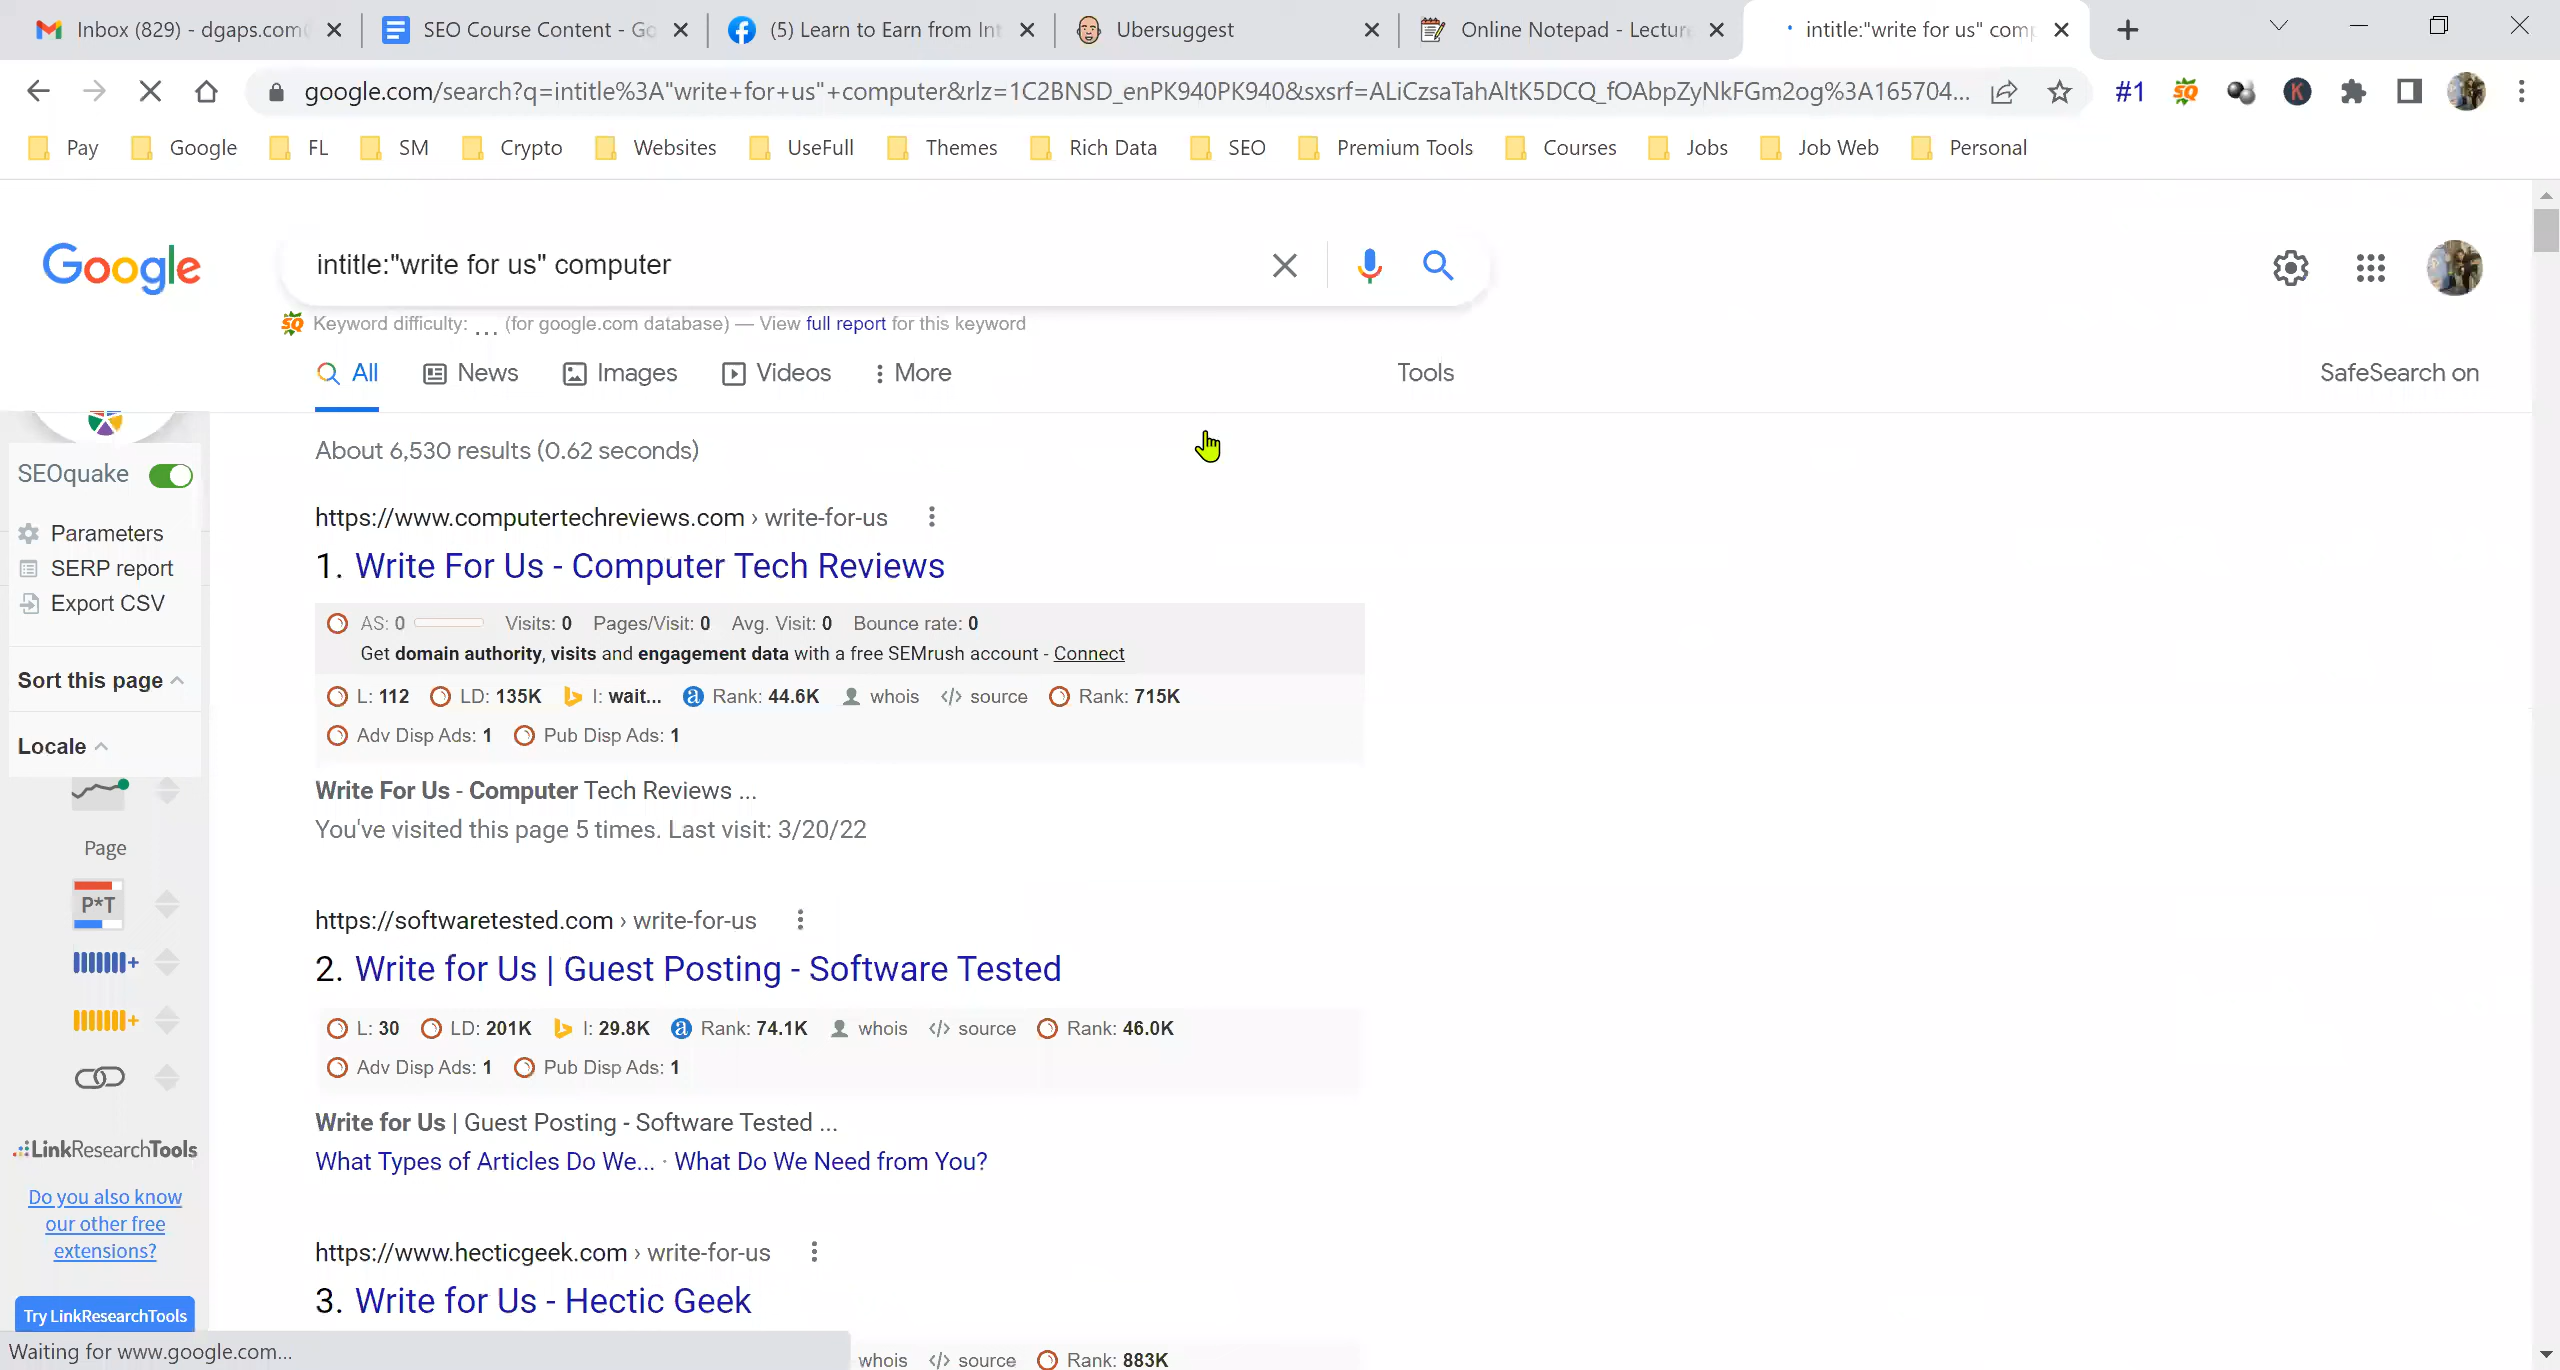 Inbox (829) - dgaps.com
SEO Course Content - Go
(5) Learn to Earn from Int
Ubersuggest
Online Notepad - Lectur
intitle:"write for us" com
google.com/search?q=intitle%3A"write+for+us"+computer&rlz=1C2BNSD_enPK940PK940&sxsrf=ALiCzsaTahAltK5DCQ_fOAbpZyNkFGm2og%3A165704...
#1
SQ
K
Pay
Google
FL
SM
Crypto
Websites
UseFull
Themes
Rich Data
SEO
Premium Tools
Courses
Jobs
Job Web
Personal
Google
intitle:"write for us" computer
SQ Keyword difficulty: ... (for google.com database) — View full report for this keyword
All
News
Images
Videos
More
Tools
SafeSearch on
About 6,530 results (0.62 seconds)
SEOquake
Parameters
SERP report
Export CSV
Sort this page
Locale
Page
P*T
LinkResearchTools
Do you also know
our other free
extensions?
Try LinkResearchTools
https://www.computertechreviews.com › write-for-us
1. Write For Us - Computer Tech Reviews
AS: 0 Visits: 0 Pages/Visit: 0 Avg. Visit: 0 Bounce rate: 0
Get domain authority, visits and engagement data with a free SEMrush account - Connect
L: 112 LD: 135K I: wait... a Rank: 44.6K whois </> source Rank: 715K
Adv Disp Ads: 1 Pub Disp Ads: 1
Write For Us - Computer Tech Reviews ...
You've visited this page 5 times. Last visit: 3/20/22
https://softwaretested.com › write-for-us
2. Write for Us | Guest Posting - Software Tested
L: 30 LD: 201K I: 29.8K a Rank: 74.1K whois </> source Rank: 46.0K
Adv Disp Ads: 1 Pub Disp Ads: 1
Write for Us | Guest Posting - Software Tested ...
What Types of Articles Do We... · What Do We Need from You?
https://www.hecticgeek.com › write-for-us
3. Write for Us - Hectic Geek
whois </> source Rank: 883K
Waiting for www.google.com...